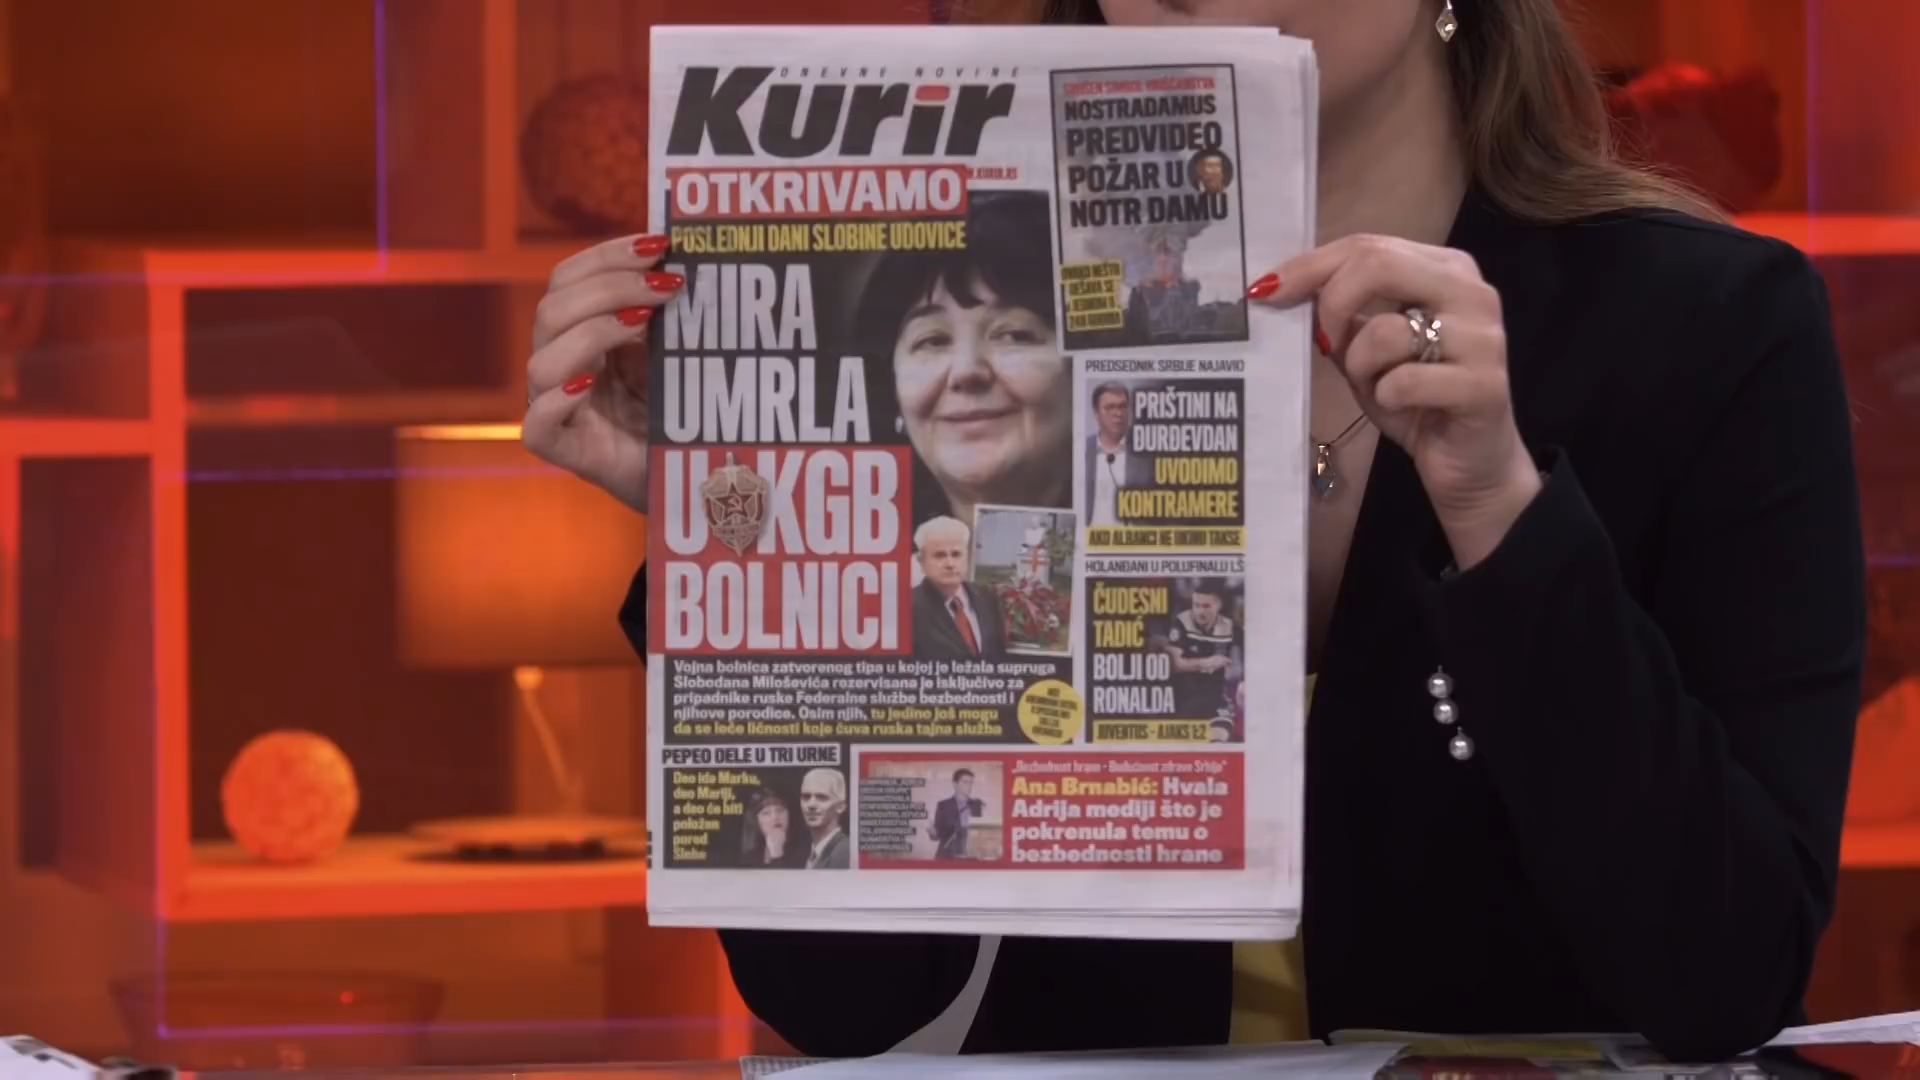 DNEVNE NOVINE
Kurir
OTKRIVAMO
POSLEDNJI DANI SLOBINE UDOVICE
MIRA
UMRLA
U KGB
BOLNICI
Vojna bolnica zatvorenog tipa u kojoj je ležala supruga
Slobodana Miloševića rezervisana je isključivo za
pripadnike ruske Federalne službe bezbednosti i
njihove porodice. Osim njih, tu jedino još mogu
da se leče ličnosti koje čuva ruska tajna služba
PEPEO DELE U TRI URNE
Deo ide Marku,
deo Mariji,
a deo će biti
položen
pored
Slobe
NOSTRADAMUS
PREDVIDEO
POŽAR U
NOTR DAMU
PREDSEDNIK SRBIJE NAJAVIO
PRIŠTINI NA
ĐURĐEVDAN
UVODIMO
KONTRAMERE
AKO ALBANCI NE UKINU TAKSE
HOLANĐANI U POLUFINALU LŠ
ČUDESNI
TADIĆ
BOLJI OD
RONALDA
JUVENTUS - AJAKS 1:2
„Bezbednost hrane - Budućnost zdrave Srbije"
Ana Brnabić: Hvala
Adrija mediji što je
pokrenula temu o
bezbednosti hrane